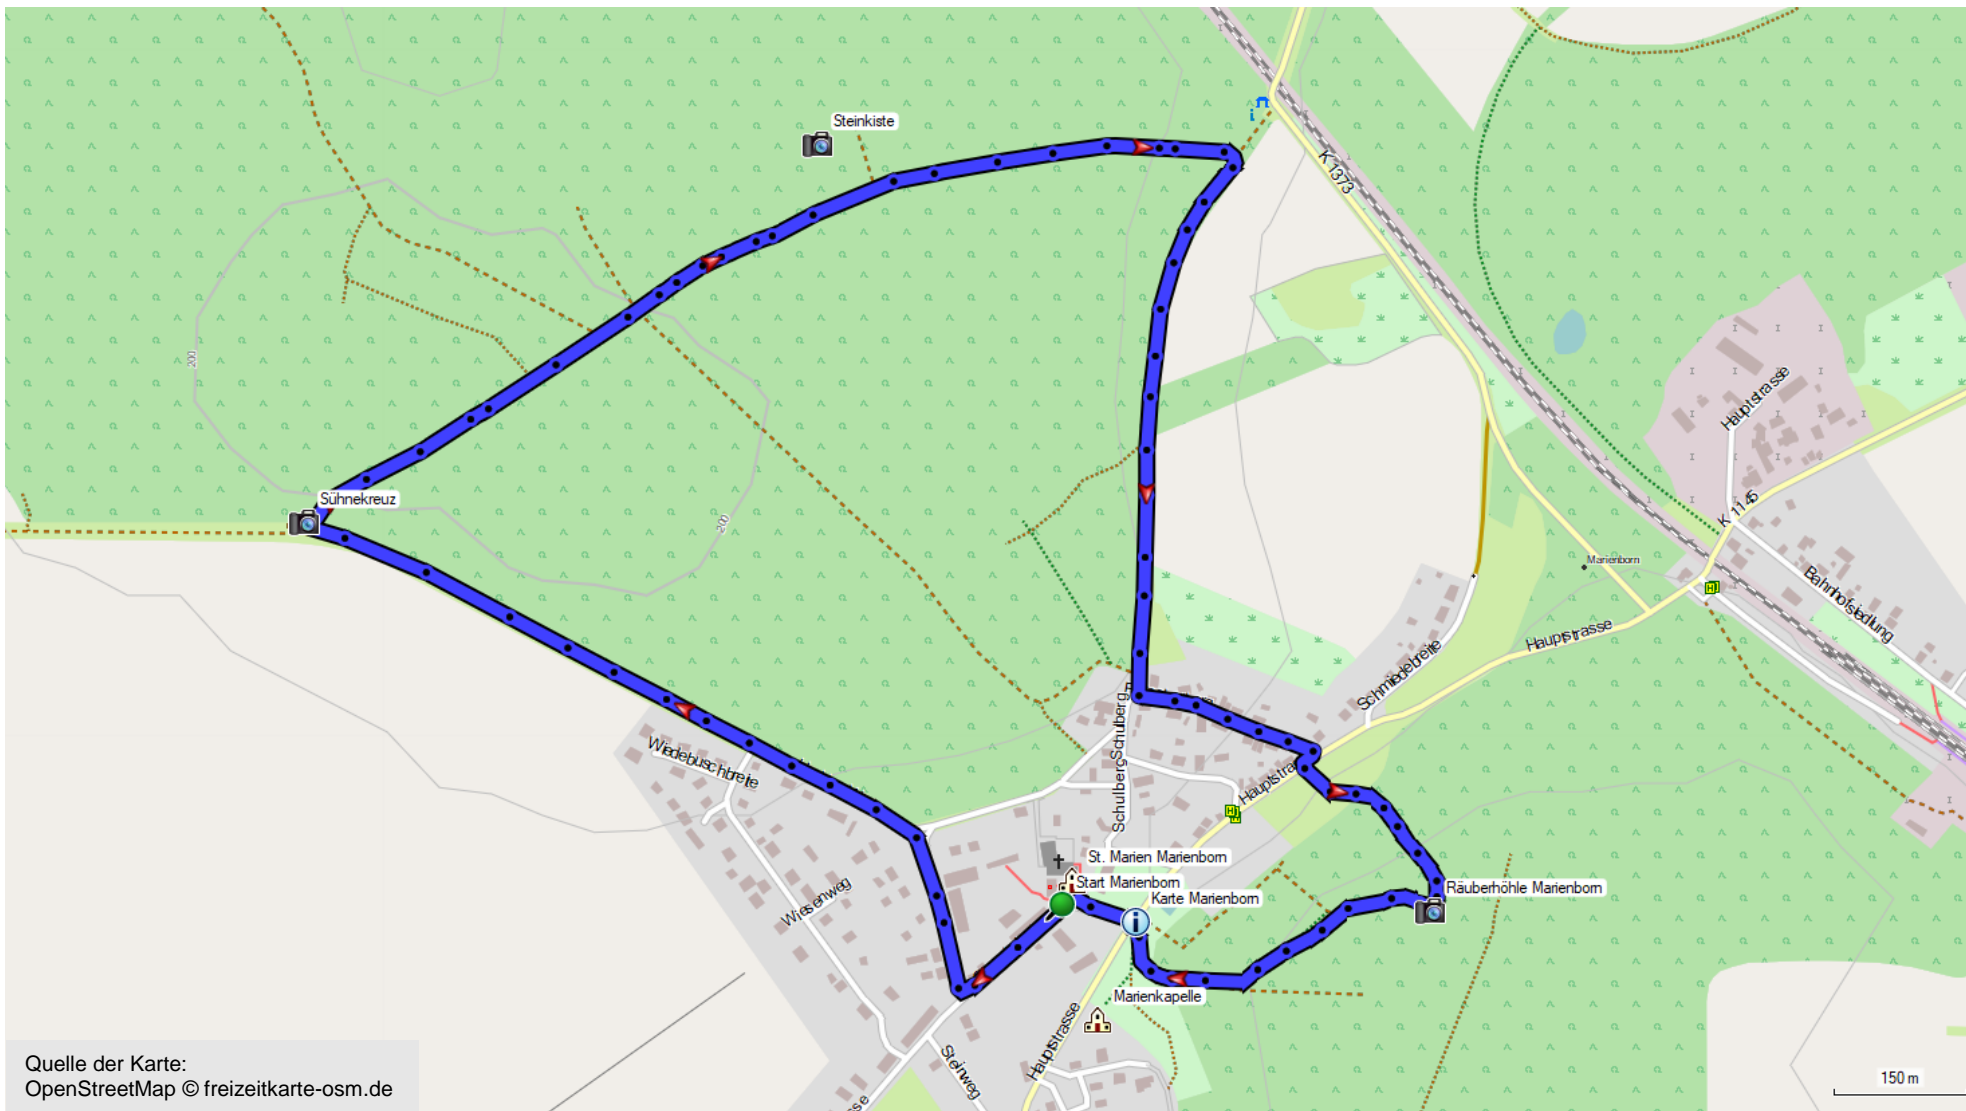 Steinkiste
K 1373
Hauptstrasse
200
Sühnekreuz
200
K 1145
Marienborn
Bahnhofsiedlung
Hauptstrasse
Schmiedebreite
Schulberg
Wiedebuschbreite
Schulberg
St. Marien Marienborn
Start Marienborn
Karte Marienborn
Räuberhöhle Marienborn
Wiesenweg
Marienkapelle
Hauptstrasse
Steinweg
Quelle der Karte:
OpenStreetMap © freizeitkarte-osm.de
150 m